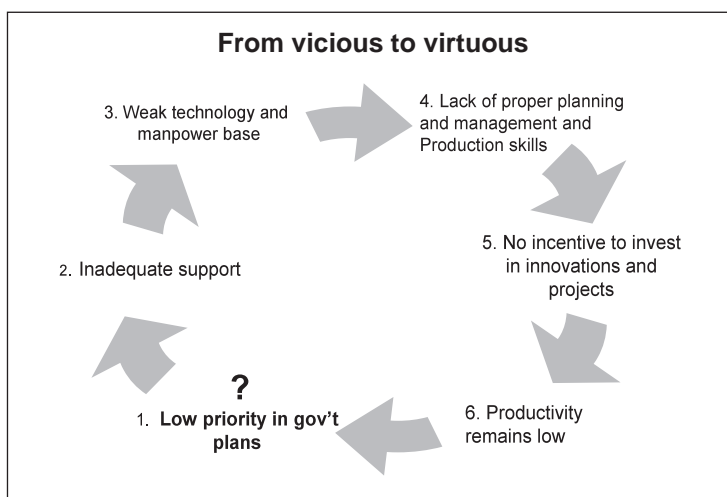 From vicious to virtuous
3. Weak technology and
manpower base
4. Lack of proper planning
and management and
Production skills
5. No incentive to invest
in innovations and
projects
2. Inadequate support
?
1. Low priority in gov’t
plans
6. Productivity
remains low